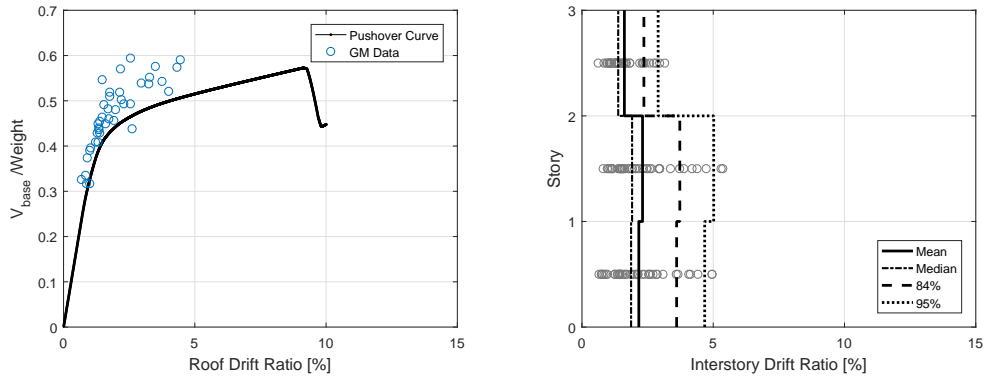 0.7
0.6
0.5
0.4
0.3
0.2
0.1
0
V_base /Weight
Pushover Curve
GM Data
0 5 10 15
Roof Drift Ratio [%]
3
2
1
0
Story
Mean
Median
84%
95%
0 5 10 15
Interstory Drift Ratio [%]